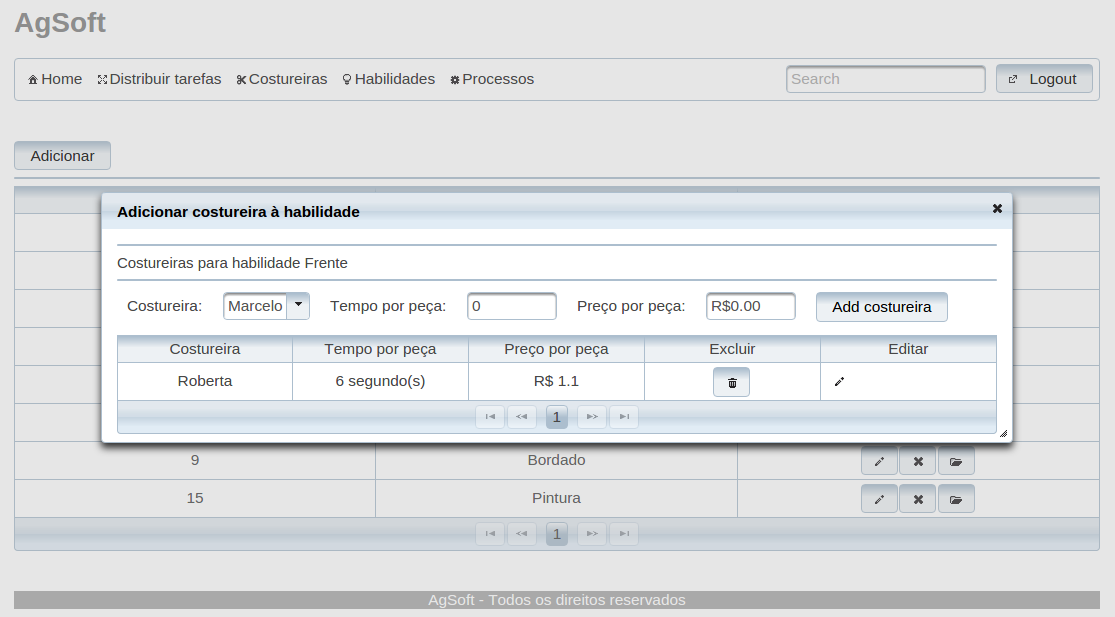 AgSoft
Home Distribuir tarefas Costureiras Habilidades Processos Search Logout
Adicionar
Adicionar costureira à habilidade
Costureiras para habilidade Frente
Costureira: Marcelo Tempo por peça: 0 Preço por peça: R$0.00 Add costureira
Costureira Tempo por peça Preço por peça Excluir Editar
Roberta 6 segundo(s) R$ 1.1
1
9 Bordado
15 Pintura
1
AgSoft - Todos os direitos reservados